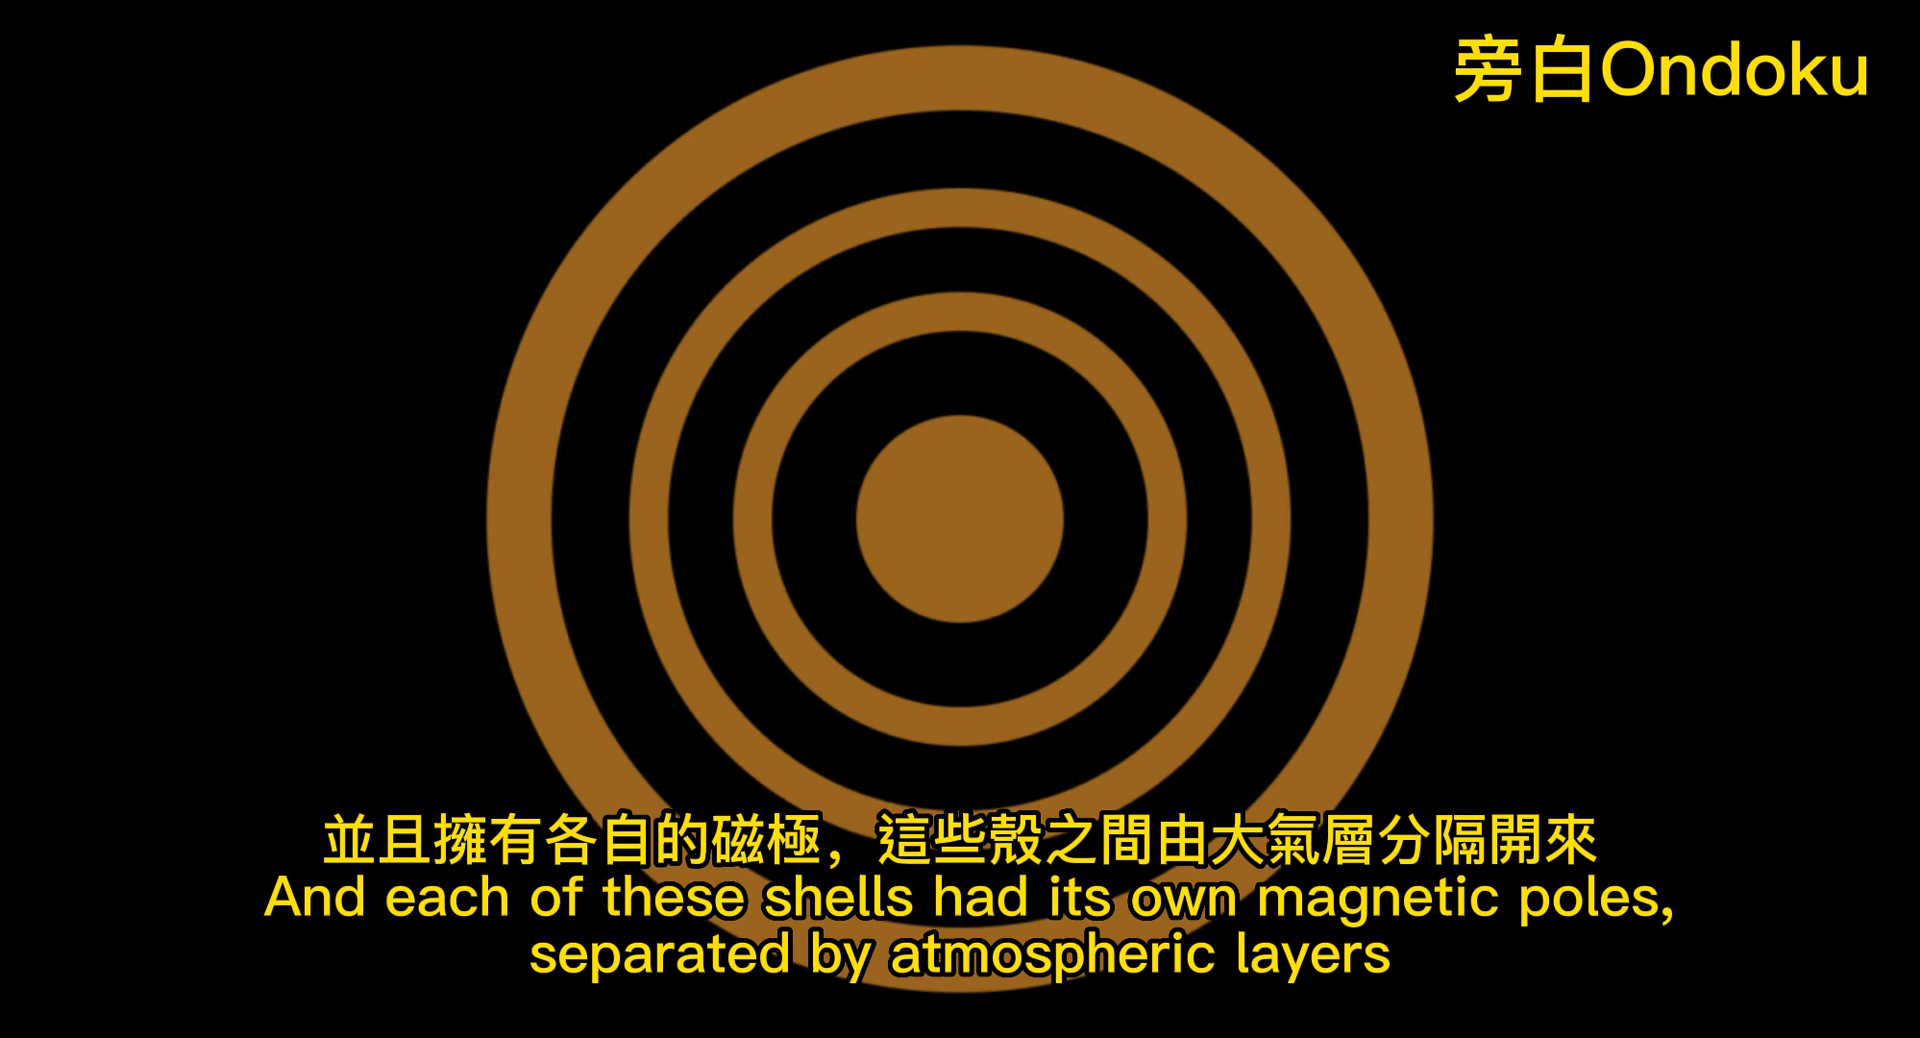 旁白Ondoku
並且擁有各自的磁極，這些殼之間由大氣層分隔開來
And each of these shells had its own magnetic poles,
separated by atmospheric layers